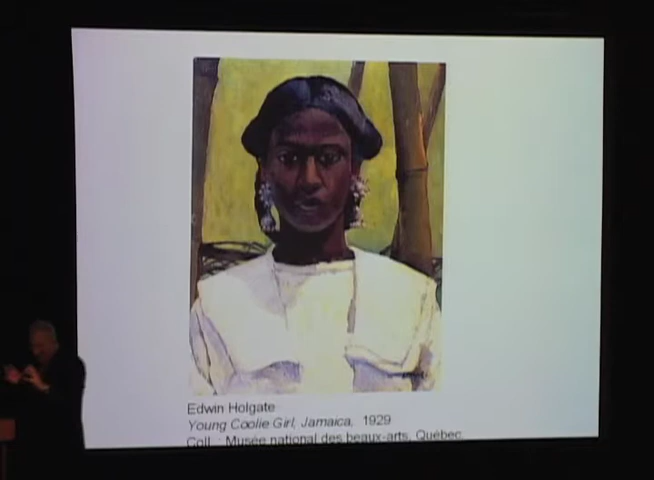 Edwin Holgate
Young Coolie Girl, Jamaica, 1929
Coll. : Musée national des beaux-arts, Québec